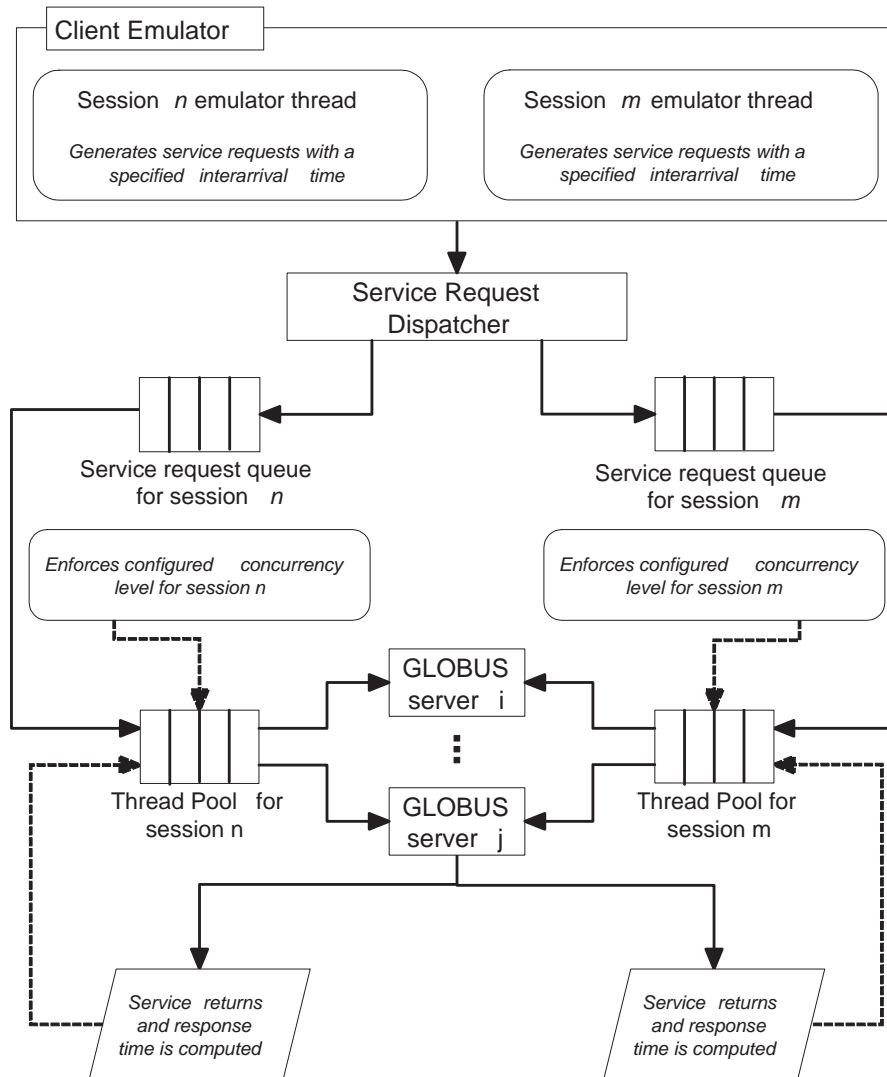 Client Emulator
Session n emulator thread
Generates service requests with a
specified interarrival time
Session m emulator thread
Generates service requests with a
specified interarrival time
Service Request
Dispatcher
Service request queue
for session n
Service request queue
for session m
Enforces configured concurrency
level for session n
Enforces configured concurrency
level for session m
GLOBUS
server i
Thread Pool for
session n
GLOBUS
server j
Thread Pool for
session m
Service returns
and response
time is computed
Service returns
and response
time is computed